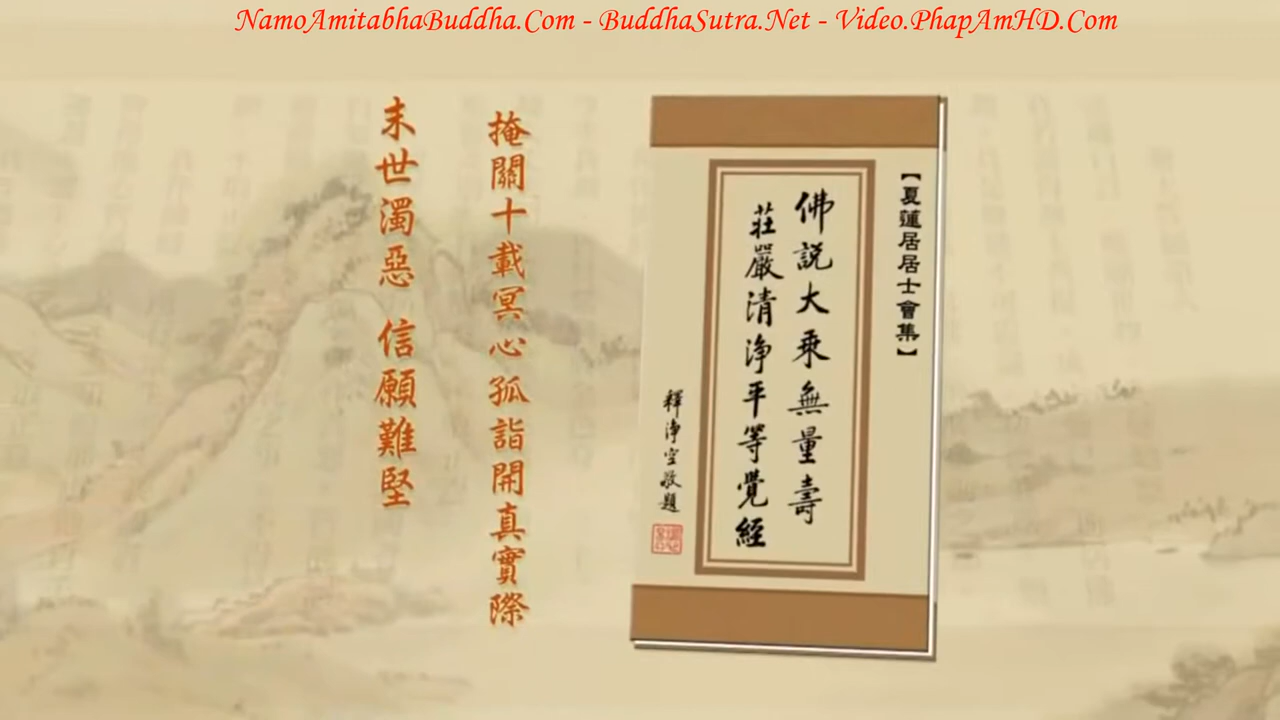 NamoAmitabhaBuddha.Com - BuddhaSutra.Net - Video.PhapAmHD.Com
【夏蓮居居士會集】
佛説大乘無量壽
莊嚴清淨平等覺經
釋淨空敬題
掩關十載冥心孤詣開真實際
末世濁惡 信願難堅